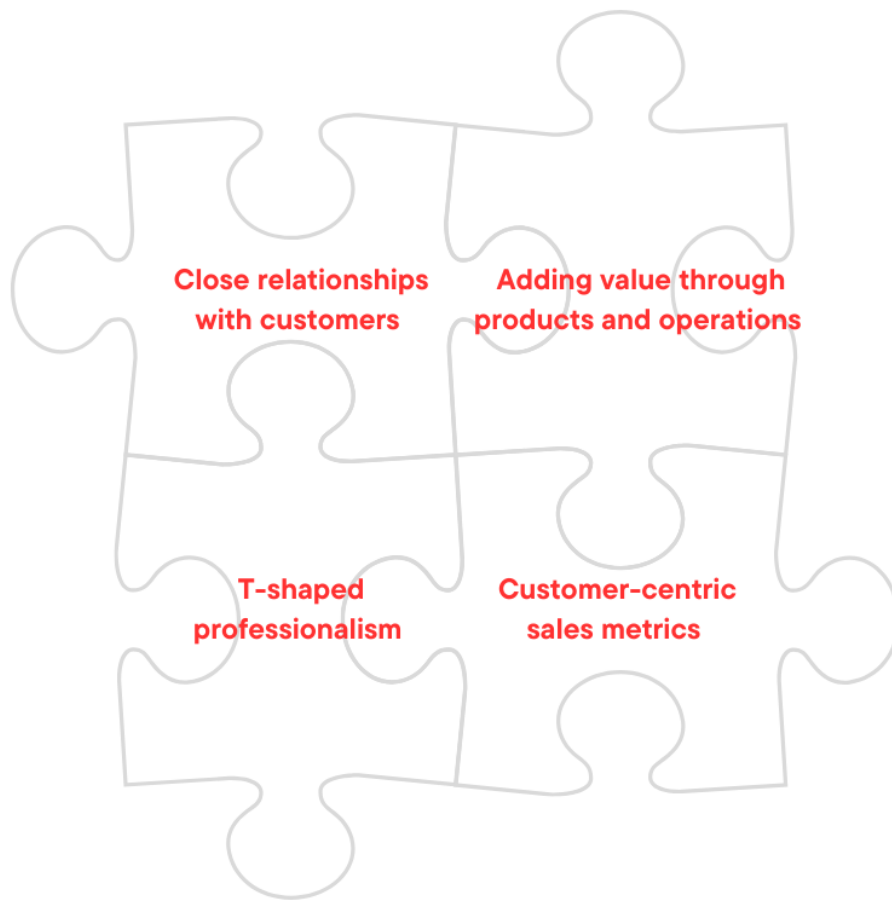 Close relationships
with customers
Adding value through
products and operations
T-shaped
professionalism
Customer-centric
sales metrics